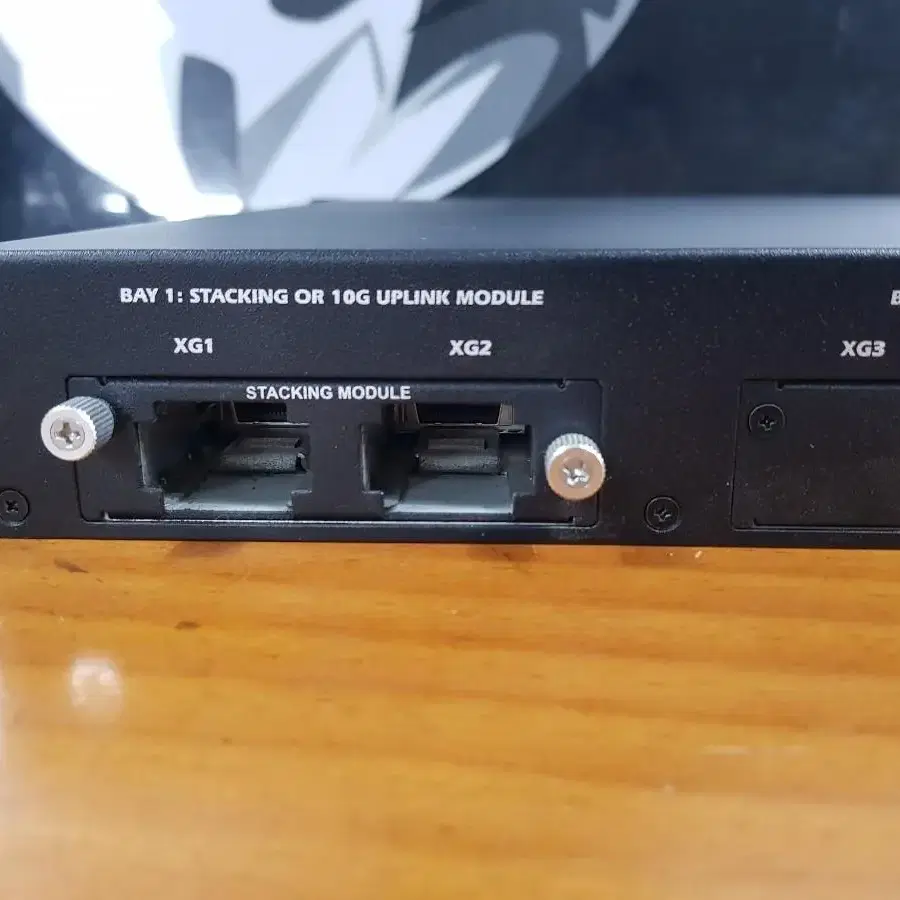 BAY 1: STACKING OR 10G UPLINK MODULE
XG1
XG2
XG3
STACKING MODULE